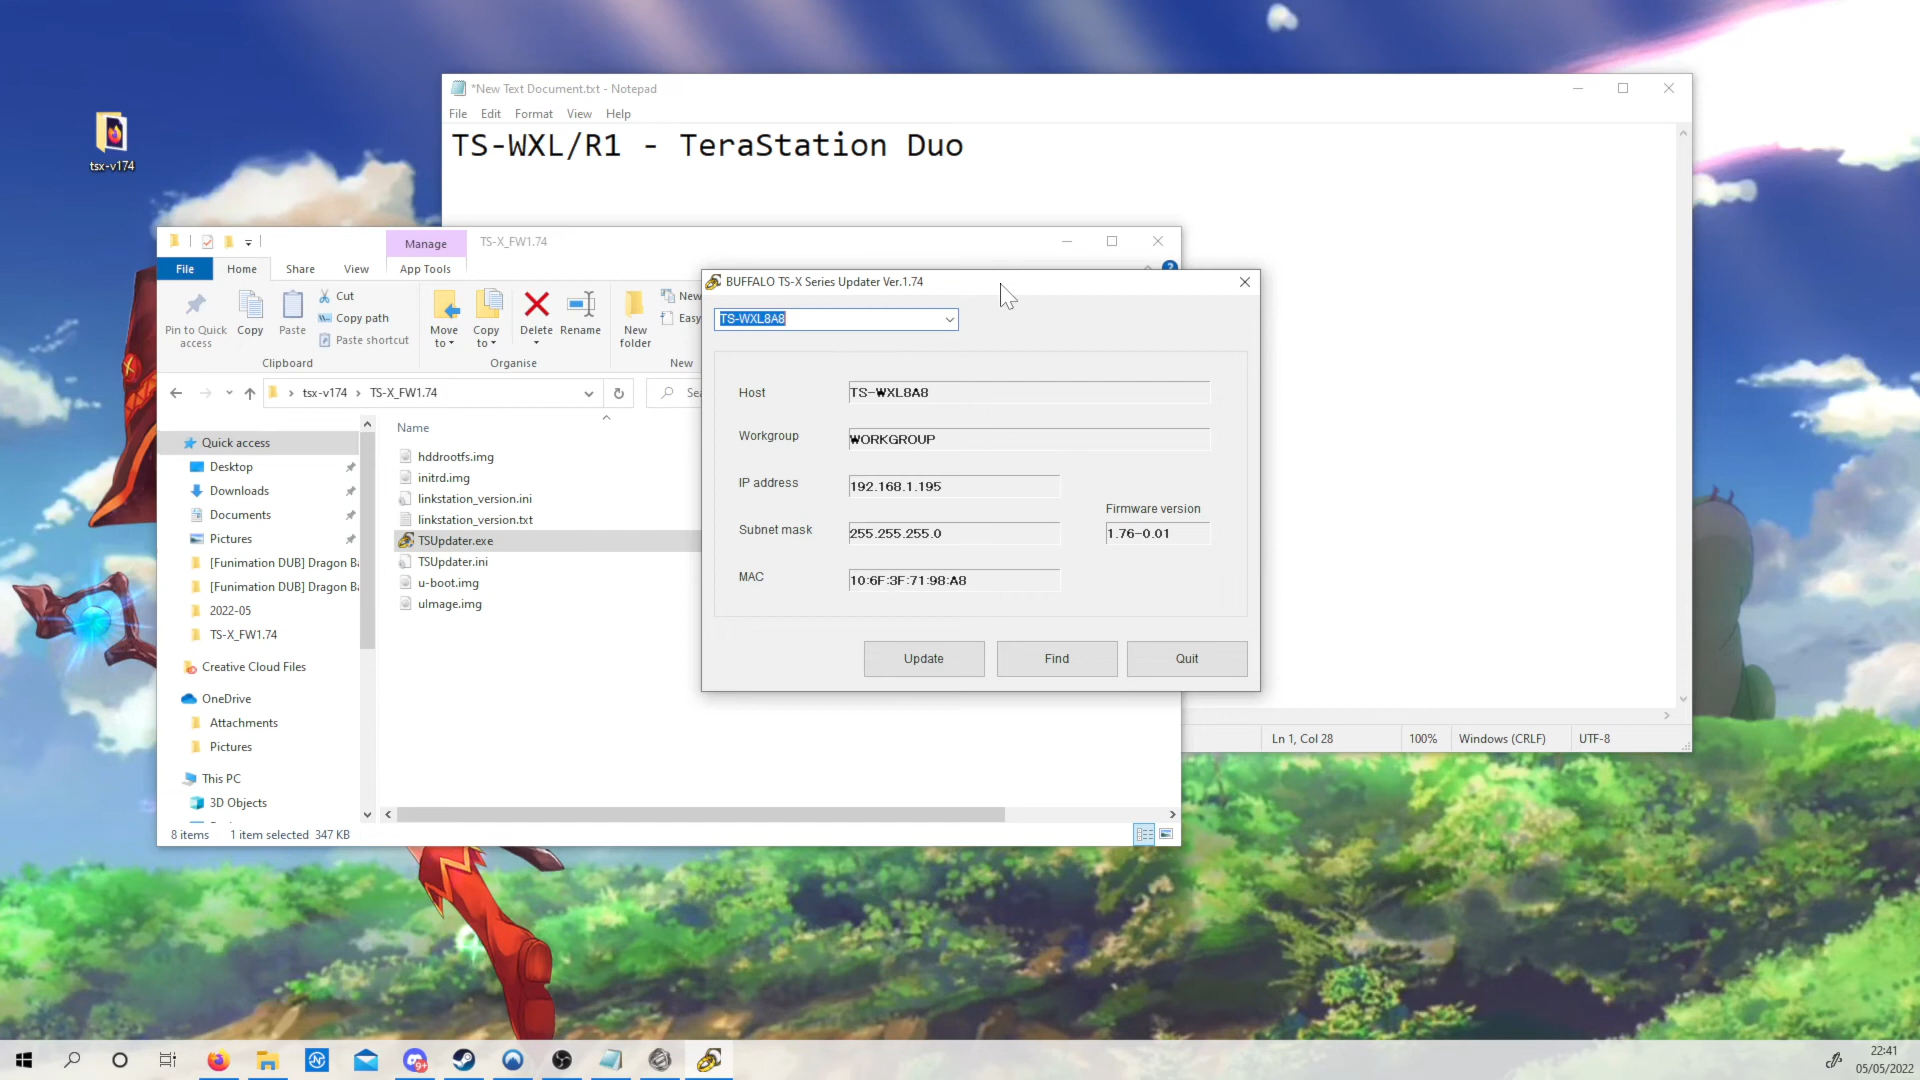 tsx-v174
*New Text Document.txt - Notepad
File Edit Format View Help
TS-WXL/R1 - TeraStation Duo
Ln 1, Col 28 100% Windows (CRLF) UTF-8
Manage TS-X_FW1.74
File Home Share View App Tools
Pin to Quick access
Copy
Paste
Cut
Copy path
Paste shortcut
Clipboard
Move to
Copy to
Delete
Rename
Organise
New folder
New
Easy
New
tsx-v174 > TS-X_FW1.74
Sea
Quick access
Desktop
Downloads
Documents
Pictures
[Funimation DUB] Dragon Ba
[Funimation DUB] Dragon Ba
2022-05
TS-X_FW1.74
Creative Cloud Files
OneDrive
Attachments
Pictures
This PC
3D Objects
Name
hddrootfs.img
initrd.img
linkstation_version.ini
linkstation_version.txt
TSUpdater.exe
TSUpdater.ini
u-boot.img
uImage.img
8 items 1 item selected 347 KB
BUFFALO TS-X Series Updater Ver.1.74
TS-WXL8A8
Host TS-WXL8A8
Workgroup WORKGROUP
IP address 192.168.1.195
Firmware version
Subnet mask 255.255.255.0 1.76-0.01
MAC 10:6F:3F:71:98:A8
Update Find Quit
9+
22:41
05/05/2022